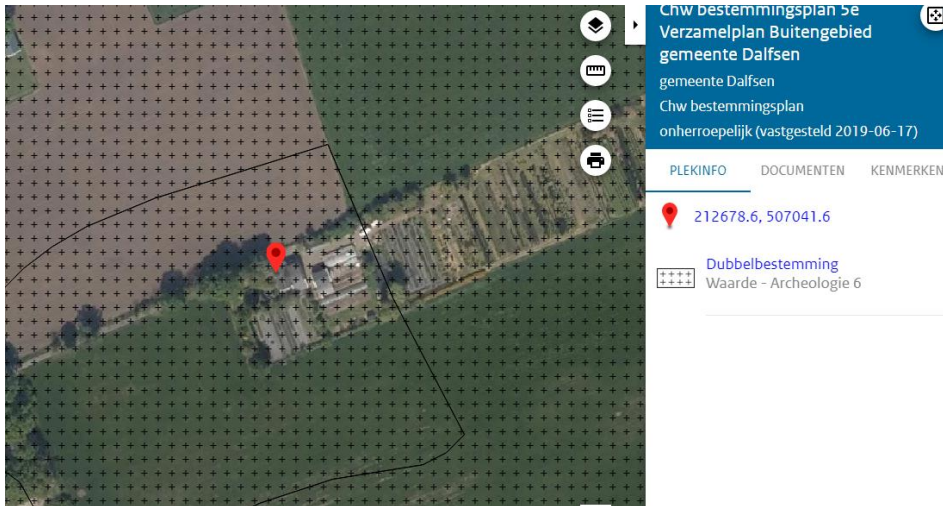 Chw bestemmingsplan 5e
Verzamelplan Buitengebied
gemeente Dalfsen
gemeente Dalfsen
Chw bestemmingsplan
onherroepelijk (vastgesteld 2019-06-17)
PLEKINFO DOCUMENTEN KENMERKEN
212678.6, 507041.6
Dubbelbestemming
Waarde - Archeologie 6